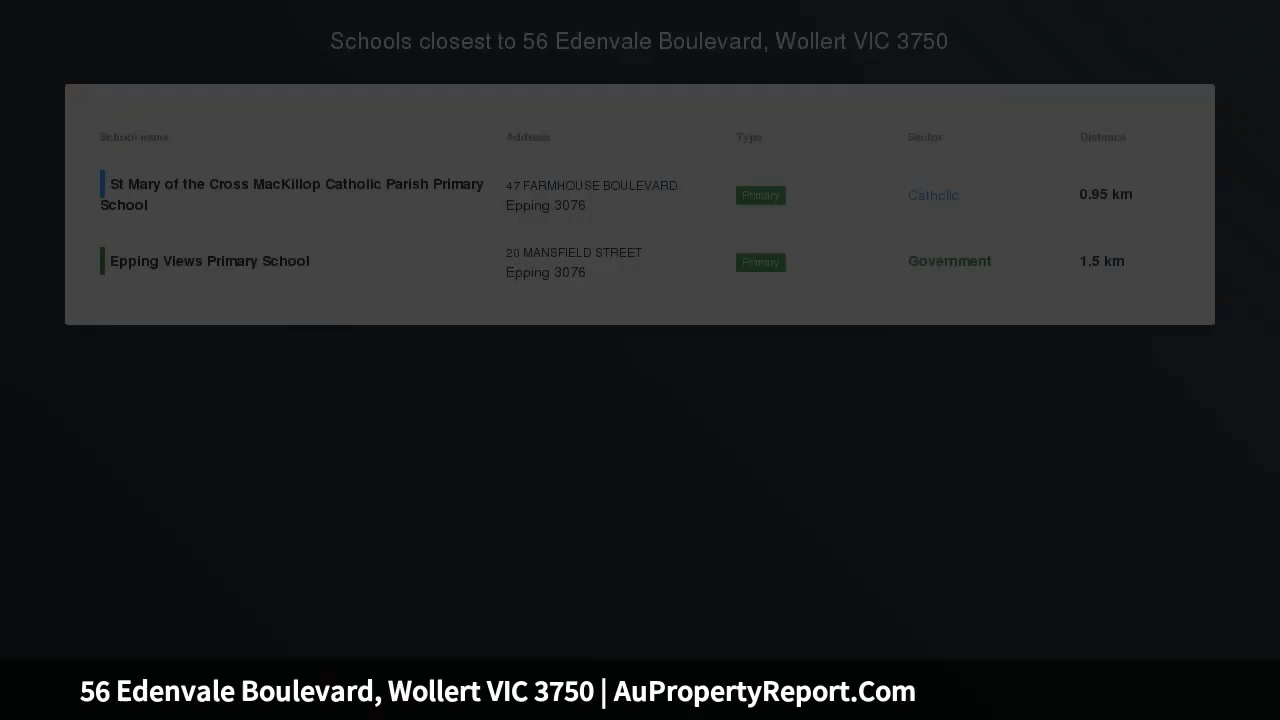 Schools closest to 56 Edenvale Boulevard, Wollert VIC 3750
School name Address Type Sector Distance
St Mary of the Cross MacKillop Catholic Parish Primary School 47 FARMHOUSE BOULEVARD Epping 3076 Primary Catholic 0.95 km
Epping Views Primary School 20 MANSFIELD STREET Epping 3076 Primary Government 1.5 km
56 Edenvale Boulevard, Wollert VIC 3750 | AuPropertyReport.Com